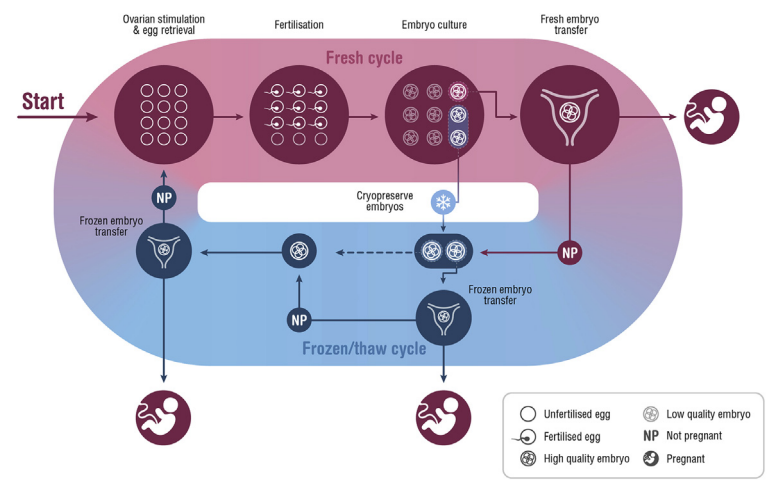 Ovarian stimulation
& egg retrieval
Fertilisation
Embryo culture
Fresh embryo
transfer
Fresh cycle
Start
NP
Cryopreserve
embryos
Frozen embryo
transfer
NP
Frozen embryo
transfer
NP
Frozen/thaw cycle
Unfertilised egg
Low quality embryo
Fertilised egg
NP Not pregnant
High quality embryo
Pregnant